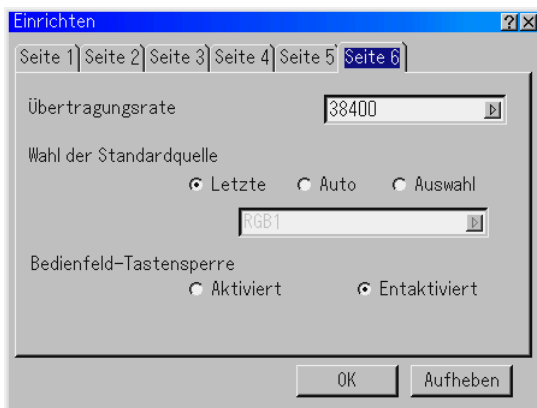 Einrichten
Seite 1 Seite 2 Seite 3 Seite 4 Seite 5 Seite 6
Übertragungsrate 38400
Wahl der Standardquelle
Letzte Auto Auswahl
RGB1
Bedienfeld-Tastensperre
Aktiviert Entaktiviert
OK Aufheben